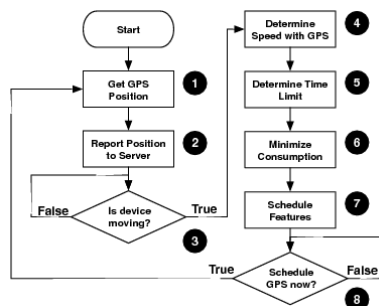 Start
Get GPS
Position
1
Report Position
to Server
2
False
Is device
moving?
True
3
Determine
Speed with GPS
4
Determine Time
Limit
5
Minimize
Consumption
6
Schedule
Features
7
True
Schedule
GPS now?
False
8